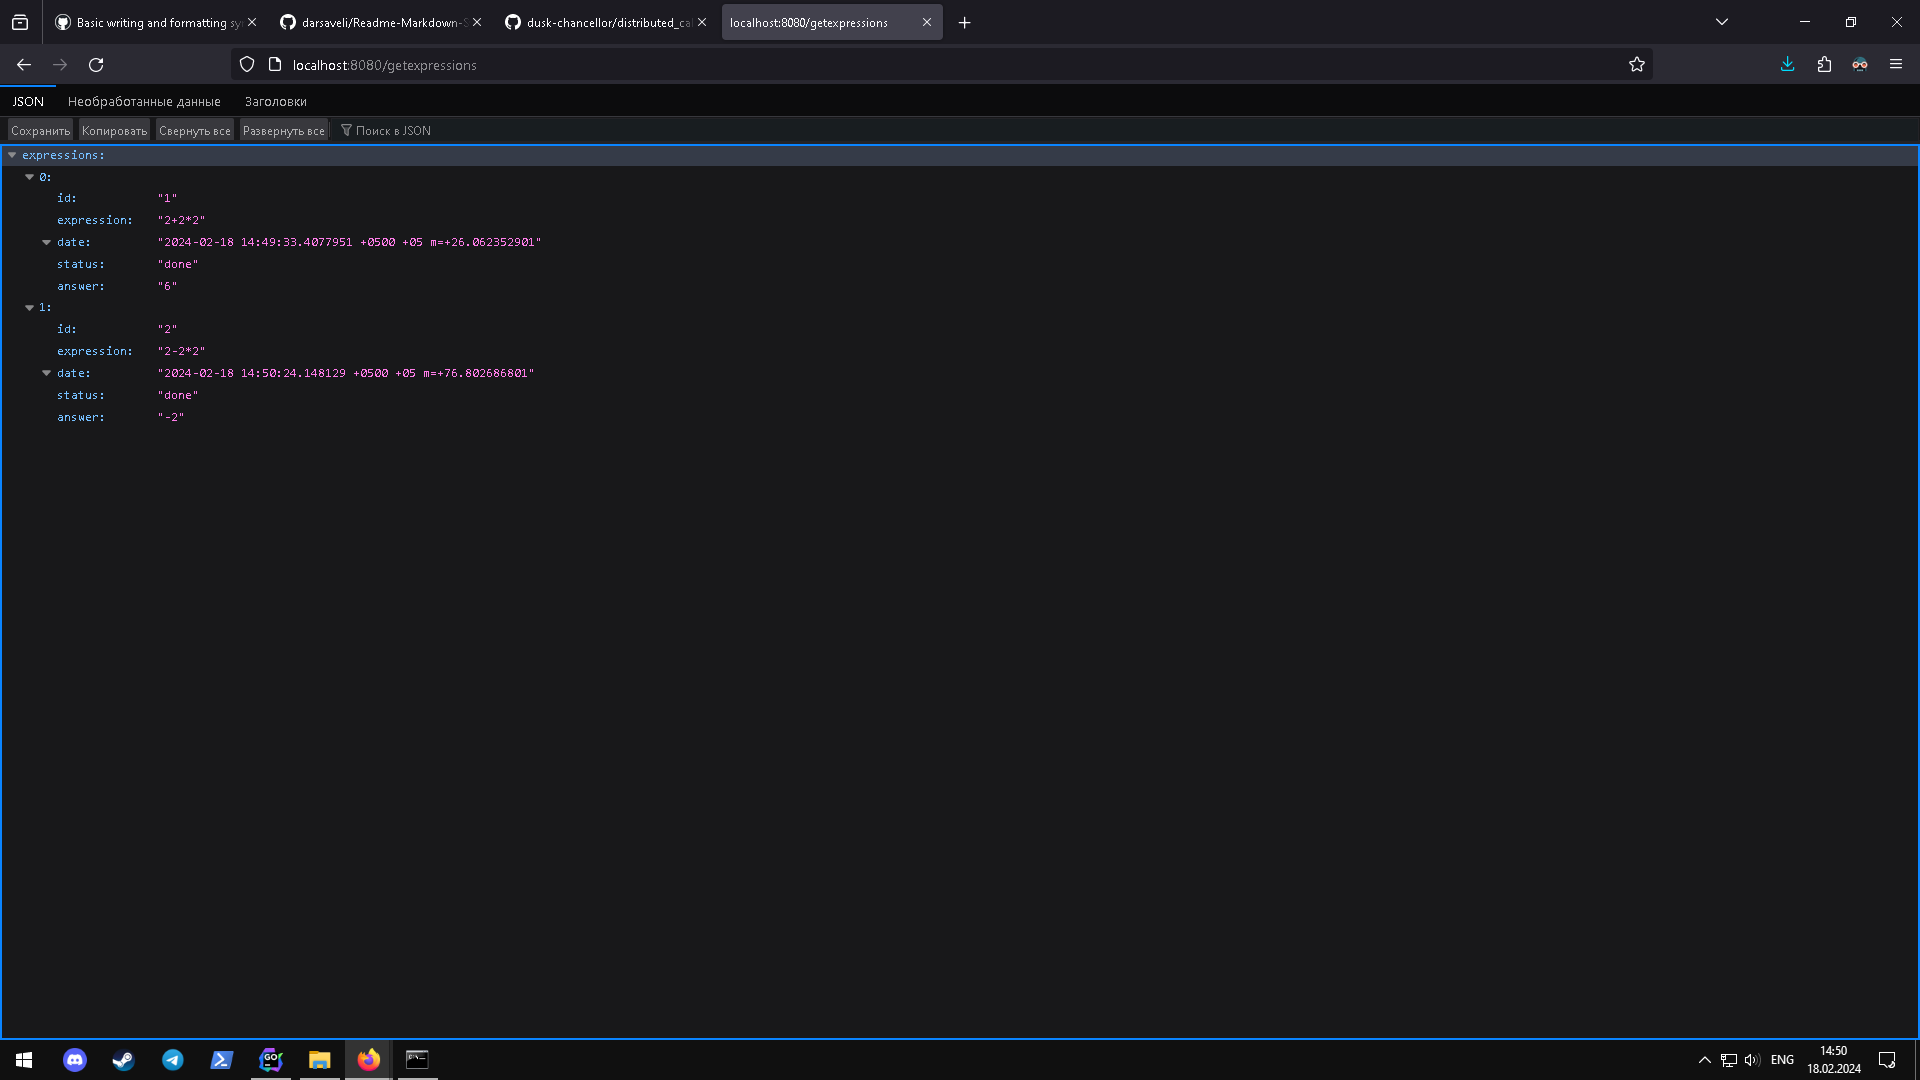 Basic writing and formatting sy
darsaveli/Readme-Markdown-S
dusk-chancellor/distributed_cal
localhost:8080/getexpressions
localhost:8080/getexpressions
JSON Необработанные данные Заголовки
Сохранить Копировать Свернуть все Развернуть все Поиск в JSON
expressions:
0:
id: "1"
expression: "2+2*2"
date: "2024-02-18 14:49:33.4077951 +0500 +05 m=+26.062352901"
status: "done"
answer: "6"
1:
id: "2"
expression: "2-2*2"
date: "2024-02-18 14:50:24.148129 +0500 +05 m=+76.802686801"
status: "done"
answer: "-2"
GO
ENG
14:50
18.02.2024